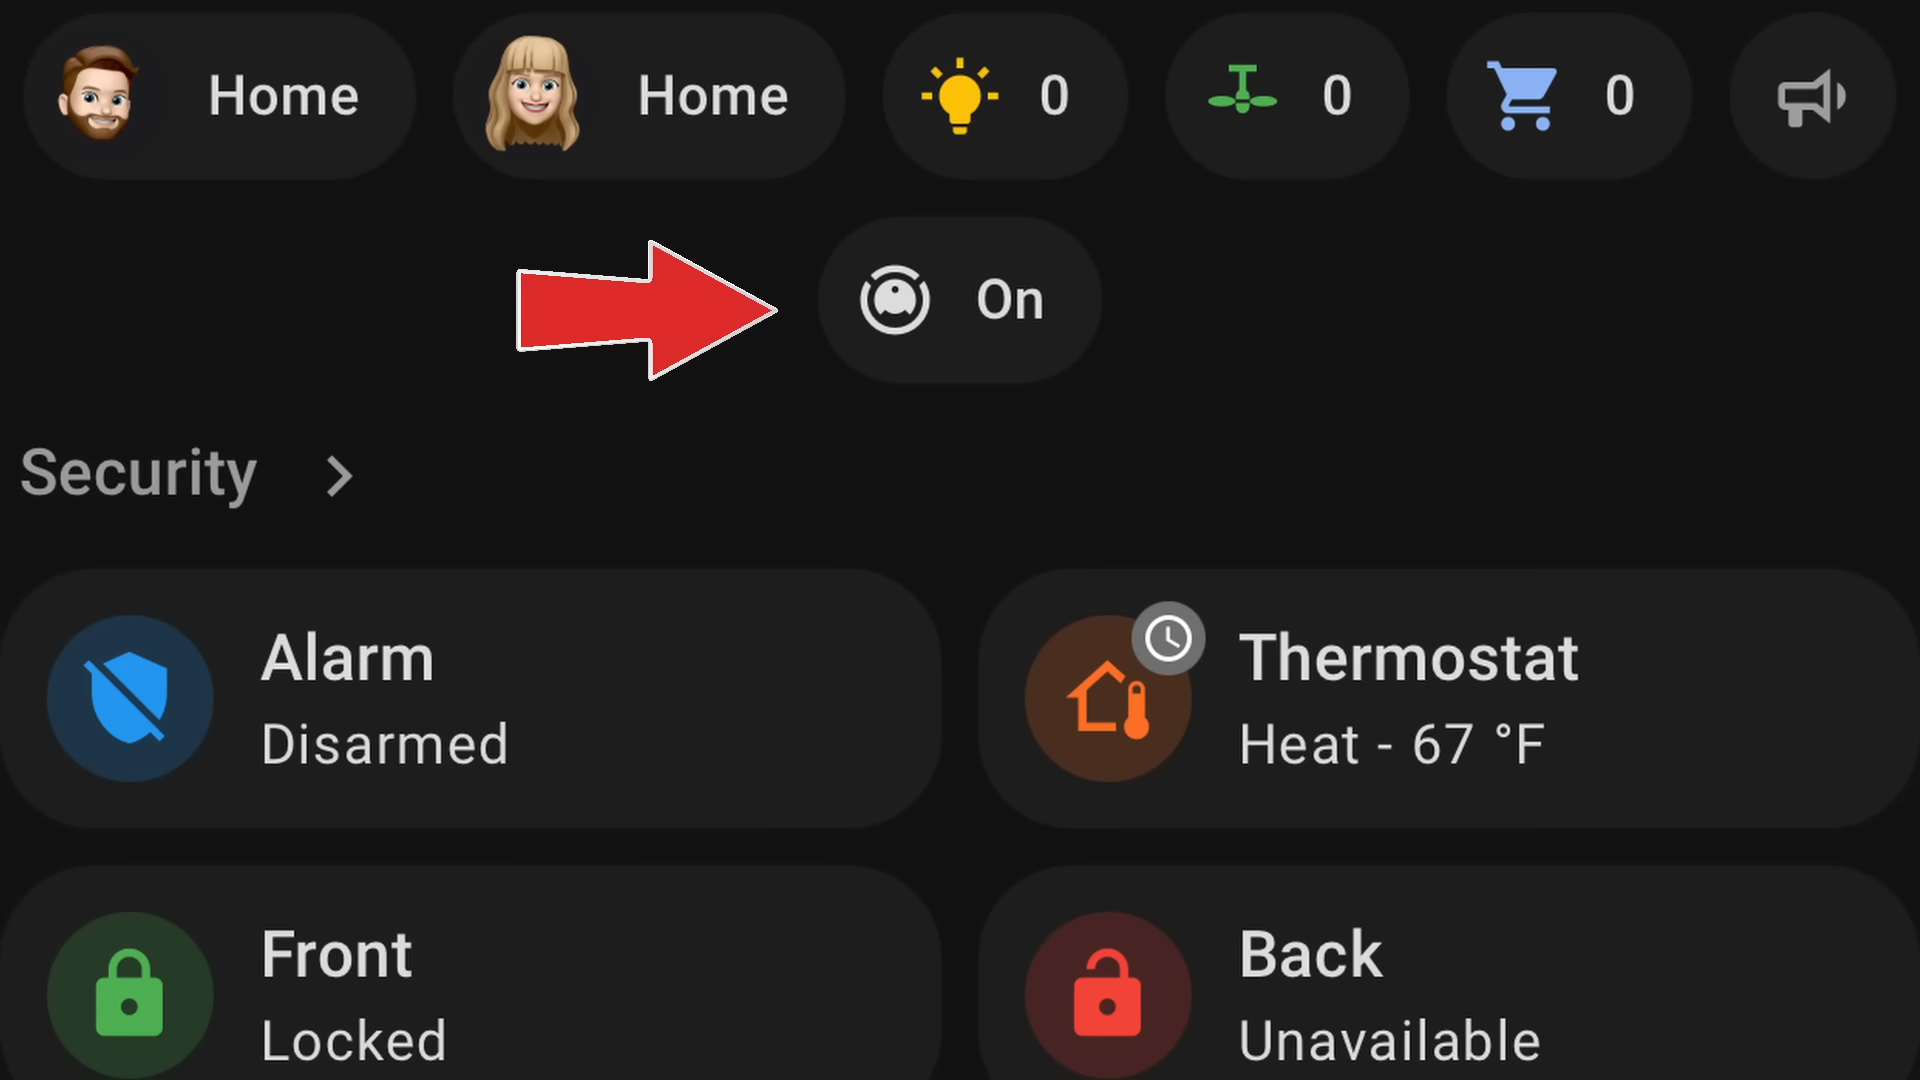 Home
Home
0
0
0
On
Security
Alarm
Disarmed
Thermostat
Heat - 67 °F
Front
Locked
Back
Unavailable